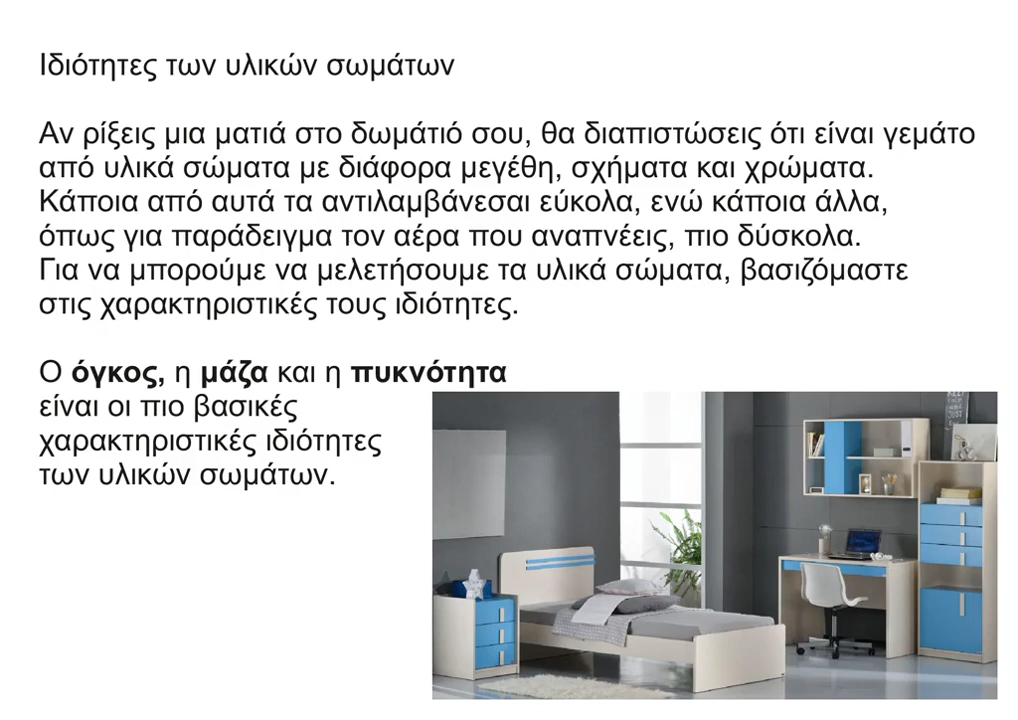 Ιδιότητες των υλικών σωμάτων
Αν ρίξεις μια ματιά στο δωμάτιό σου, θα διαπιστώσεις ότι είναι γεμάτο
από υλικά σώματα με διάφορα μεγέθη, σχήματα και χρώματα.
Κάποια από αυτά τα αντιλαμβάνεσαι εύκολα, ενώ κάποια άλλα,
όπως για παράδειγμα τον αέρα που αναπνέεις, πιο δύσκολα.
Για να μπορούμε να μελετήσουμε τα υλικά σώματα, βασιζόμαστε
στις χαρακτηριστικές τους ιδιότητες.
Ο όγκος, η μάζα και η πυκνότητα
είναι οι πιο βασικές
χαρακτηριστικές ιδιότητες
των υλικών σωμάτων.